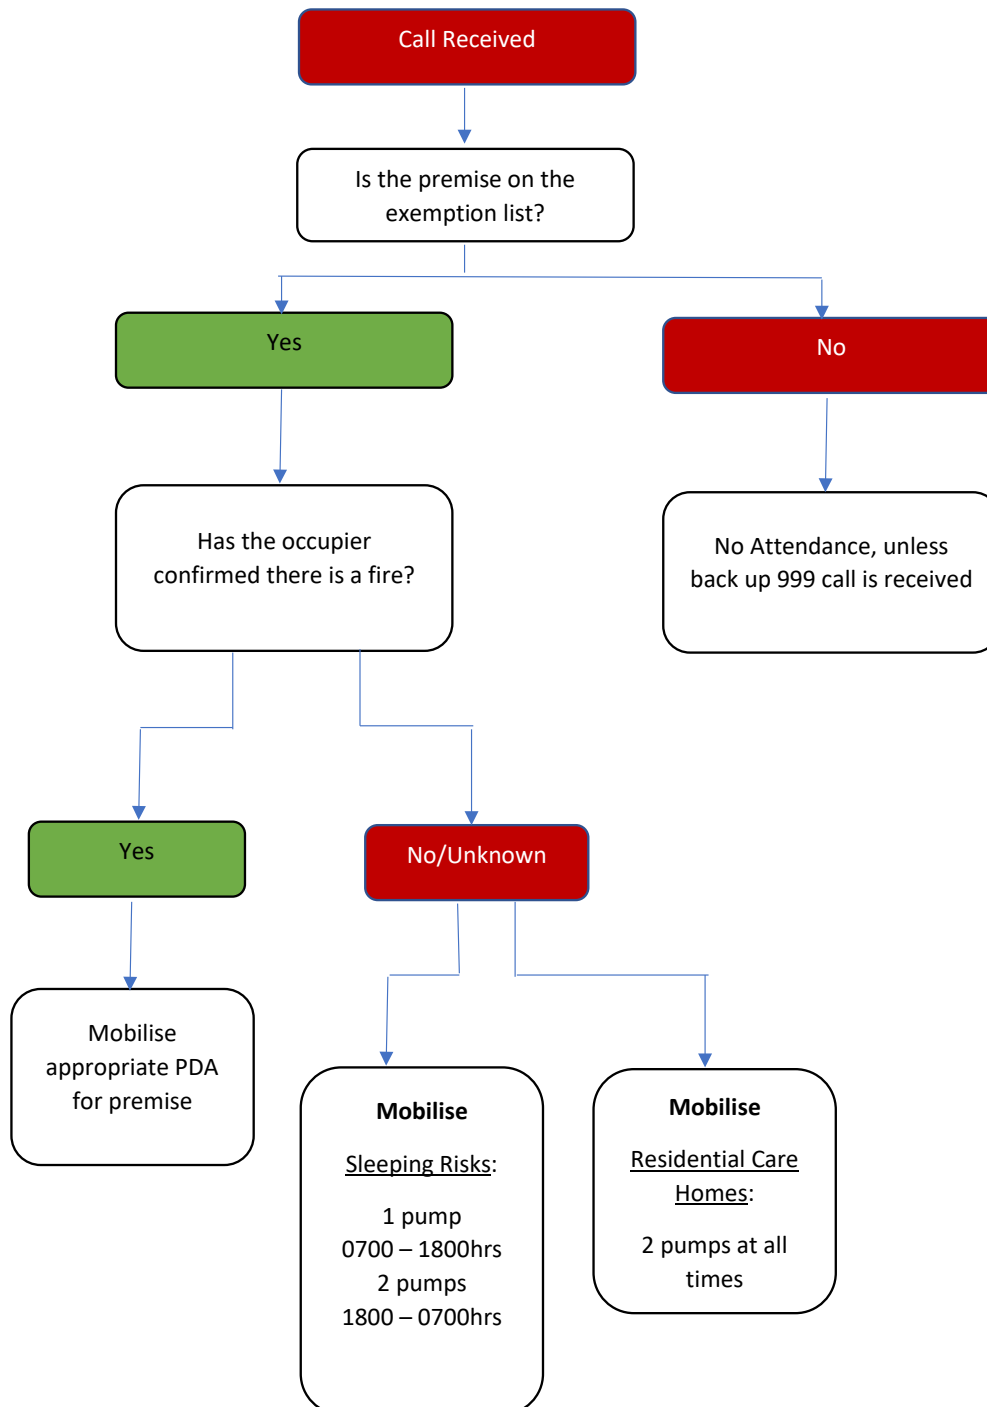 Call Received
Is the premise on the
exemption list?
Yes
No
Has the occupier
confirmed there is a fire?
No Attendance, unless
back up 999 call is received
Yes
No/Unknown
Mobilise
appropriate PDA
for premise
Mobilise
Sleeping Risks:
1 pump
0700 – 1800hrs
2 pumps
1800 – 0700hrs
Mobilise
Residential Care
Homes:
2 pumps at all
times